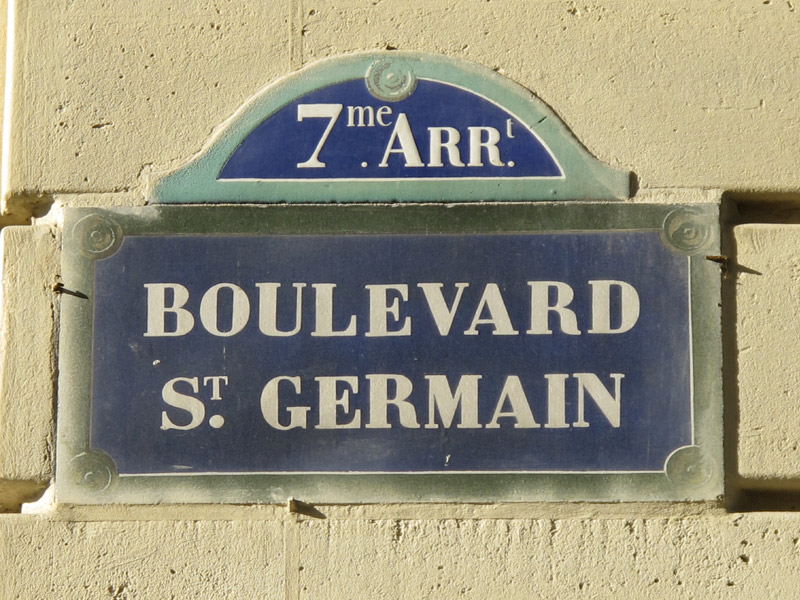 7me. ARRt.
BOULEVARD
ST. GERMAIN